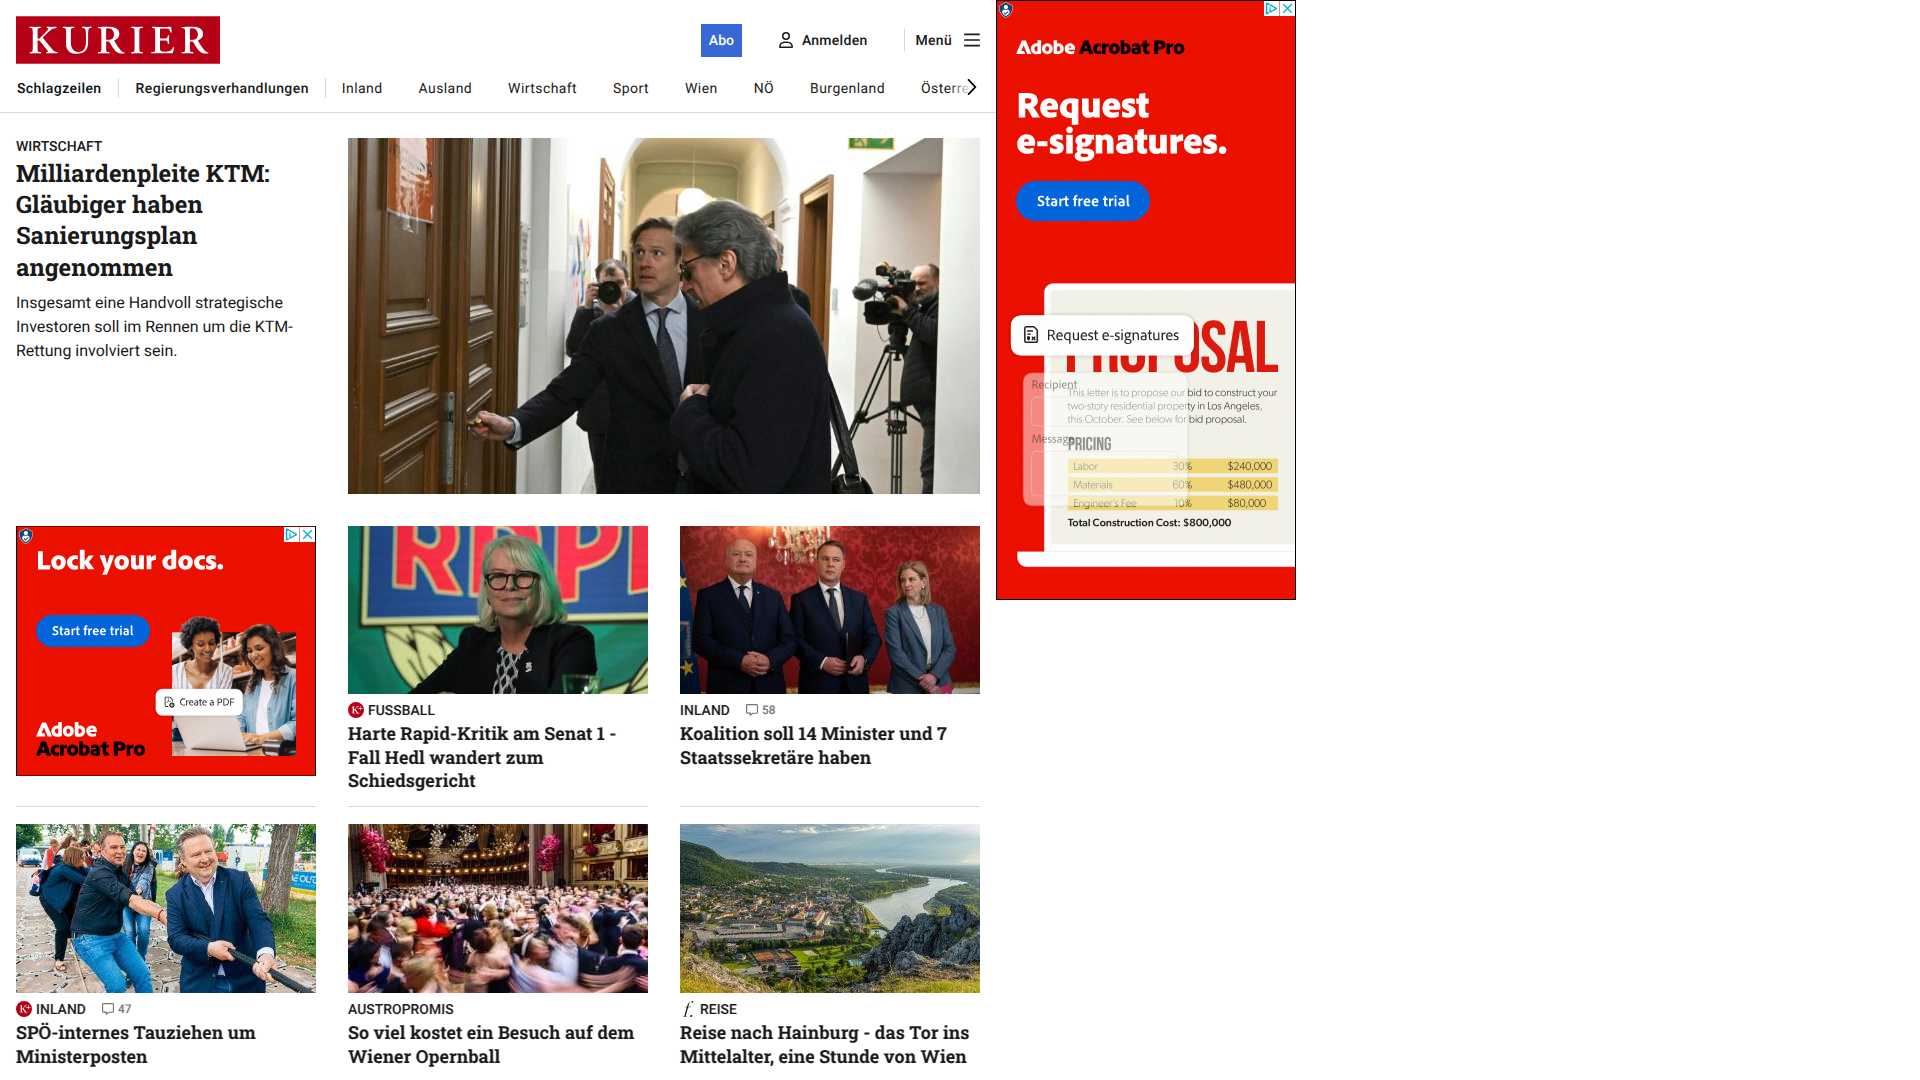 KURIER
Abo
Anmelden
Menü
Schlagzeilen
Regierungsverhandlungen
Inland
Ausland
Wirtschaft
Sport
Wien
NÖ
Burgenland
WIRTSCHAFT
Milliardenpleite KTM:
Gläubiger haben
Sanierungsplan
angenommen
Insgesamt eine Handvoll strategische
Investoren soll im Rennen um die KTM-
Rettung involviert sein.
Adobe Acrobat Pro
Request
e-signatures.
Start free trial
Request e-signatures
Recipient
This letter is to propose our bid to construct your
two-story residential property in Los Angeles,
this October. See below for bid proposal.
Message
PRICING
Labor 30% $240,000
Materials 60% $480,000
Engineer's Fee 10% $80,000
Total Construction Cost: $800,000
Lock your docs.
Start free trial
Create a PDF
Adobe
Acrobat Pro
K+ FUSSBALL
Harte Rapid-Kritik am Senat 1 -
Fall Hedl wandert zum
Schiedsgericht
INLAND 58
Koalition soll 14 Minister und 7
Staatssekretäre haben
K+ INLAND 47
SPÖ-internes Tauziehen um
Ministerposten
AUSTROPROMIS
So viel kostet ein Besuch auf dem
Wiener Opernball
f. REISE
Reise nach Hainburg - das Tor ins
Mittelalter, eine Stunde von Wien